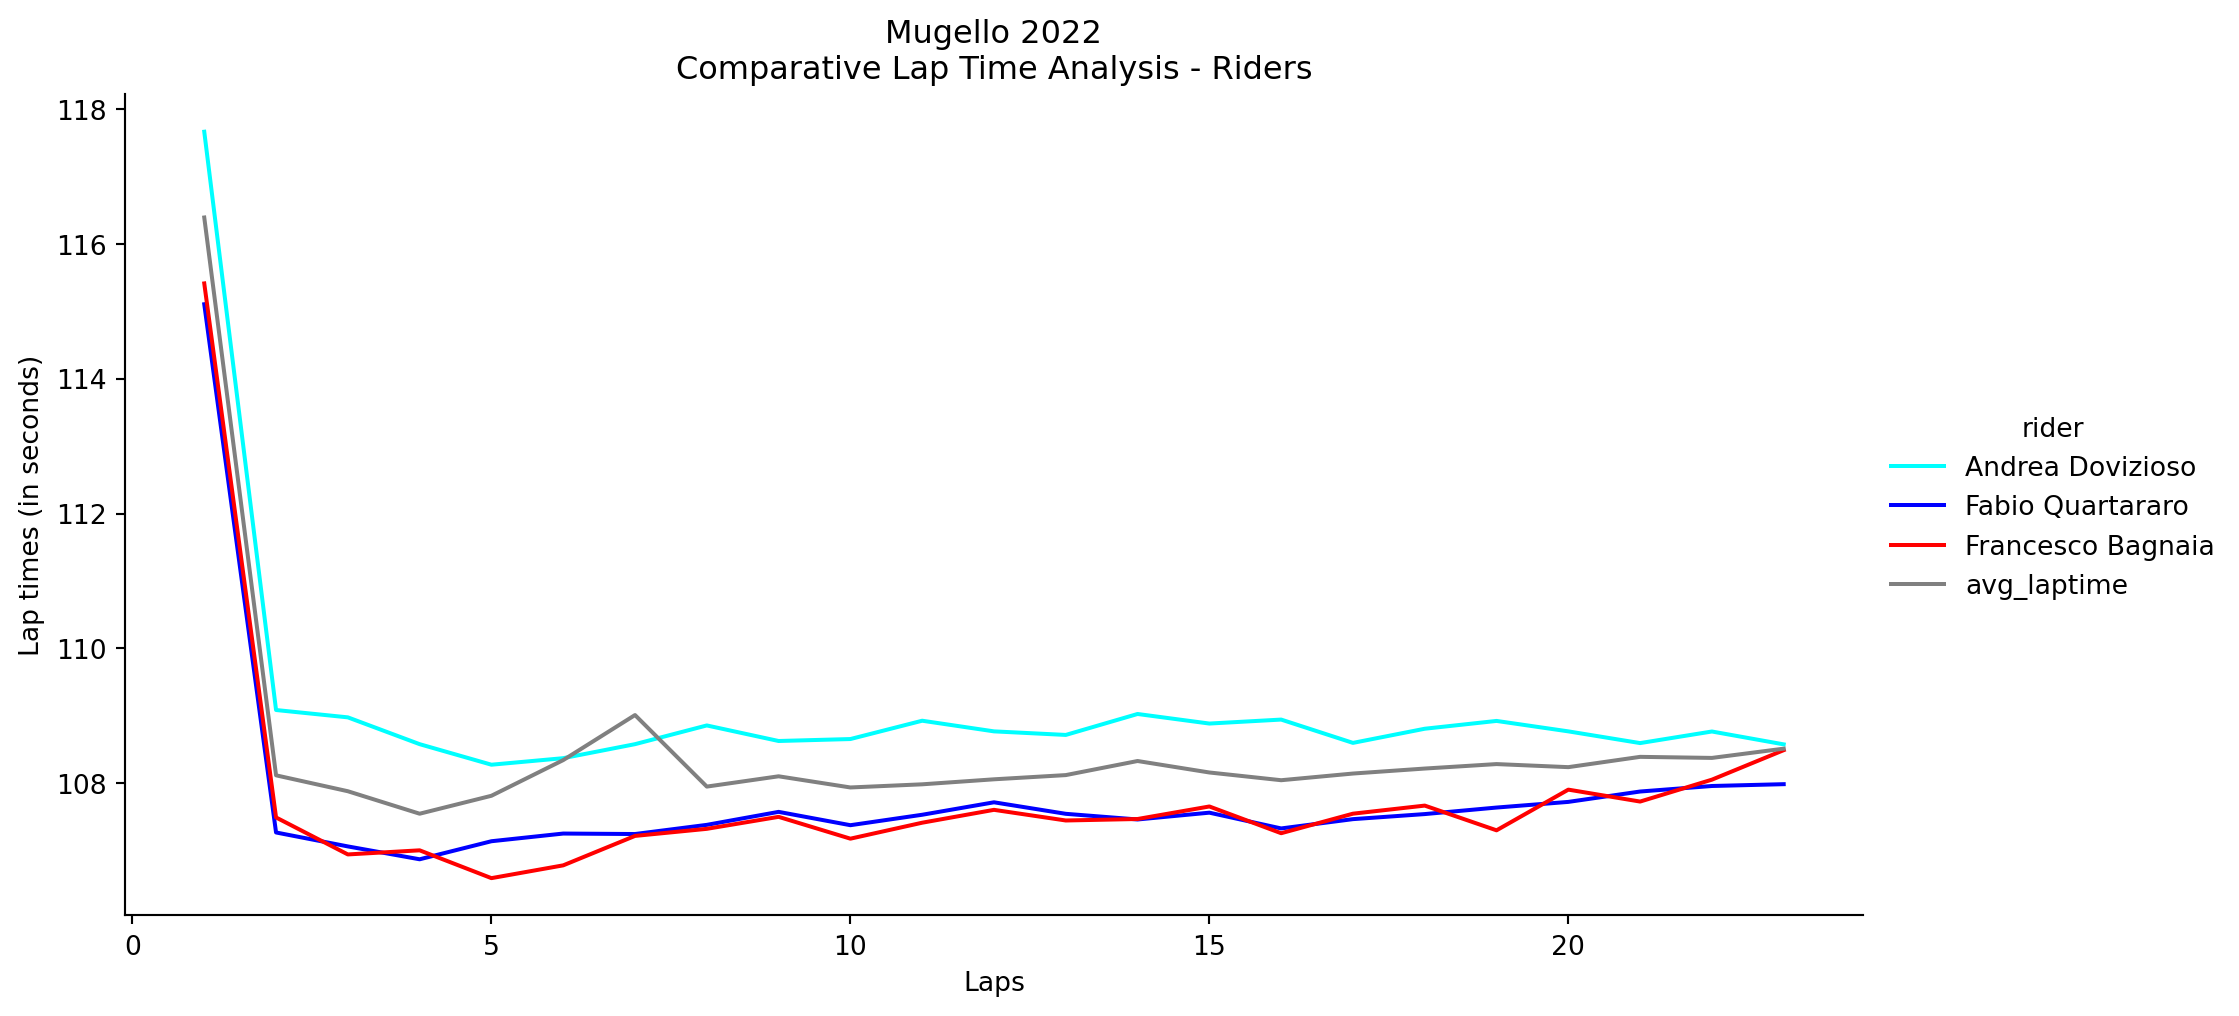 Mugello 2022
Comparative Lap Time Analysis - Riders
118
116
114
112
110
108
Lap times (in seconds)
0 5 10 15 20
Laps
rider
Andrea Dovizioso
Fabio Quartararo
Francesco Bagnaia
avg_laptime